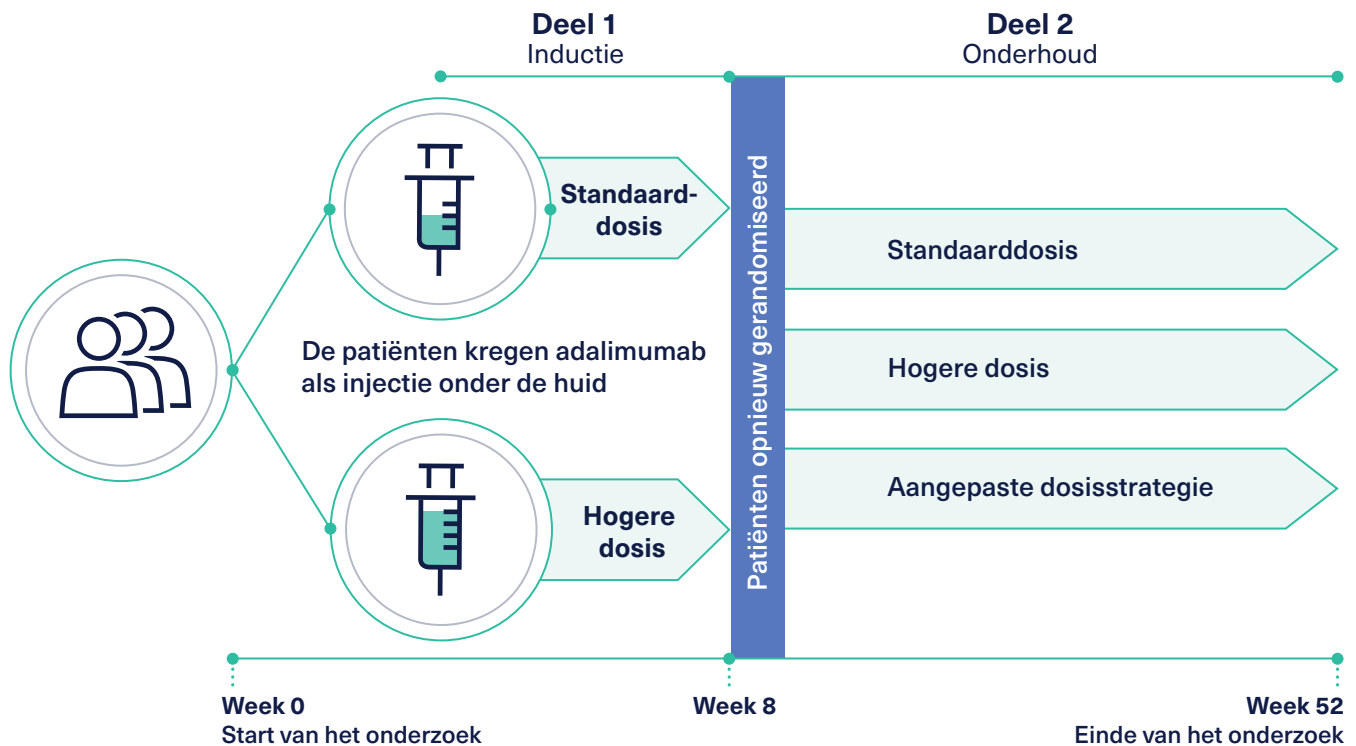 Deel 1
Inductie
Deel 2
Onderhoud
Standaard-
dosis
De patiënten kregen adalimumab
als injectie onder de huid
Hogere
dosis
Patiënten opnieuw gerandomiseerd
Standaarddosis
Hogere dosis
Aangepaste dosisstrategie
Week 0
Start van het onderzoek
Week 8
Week 52
Einde van het onderzoek